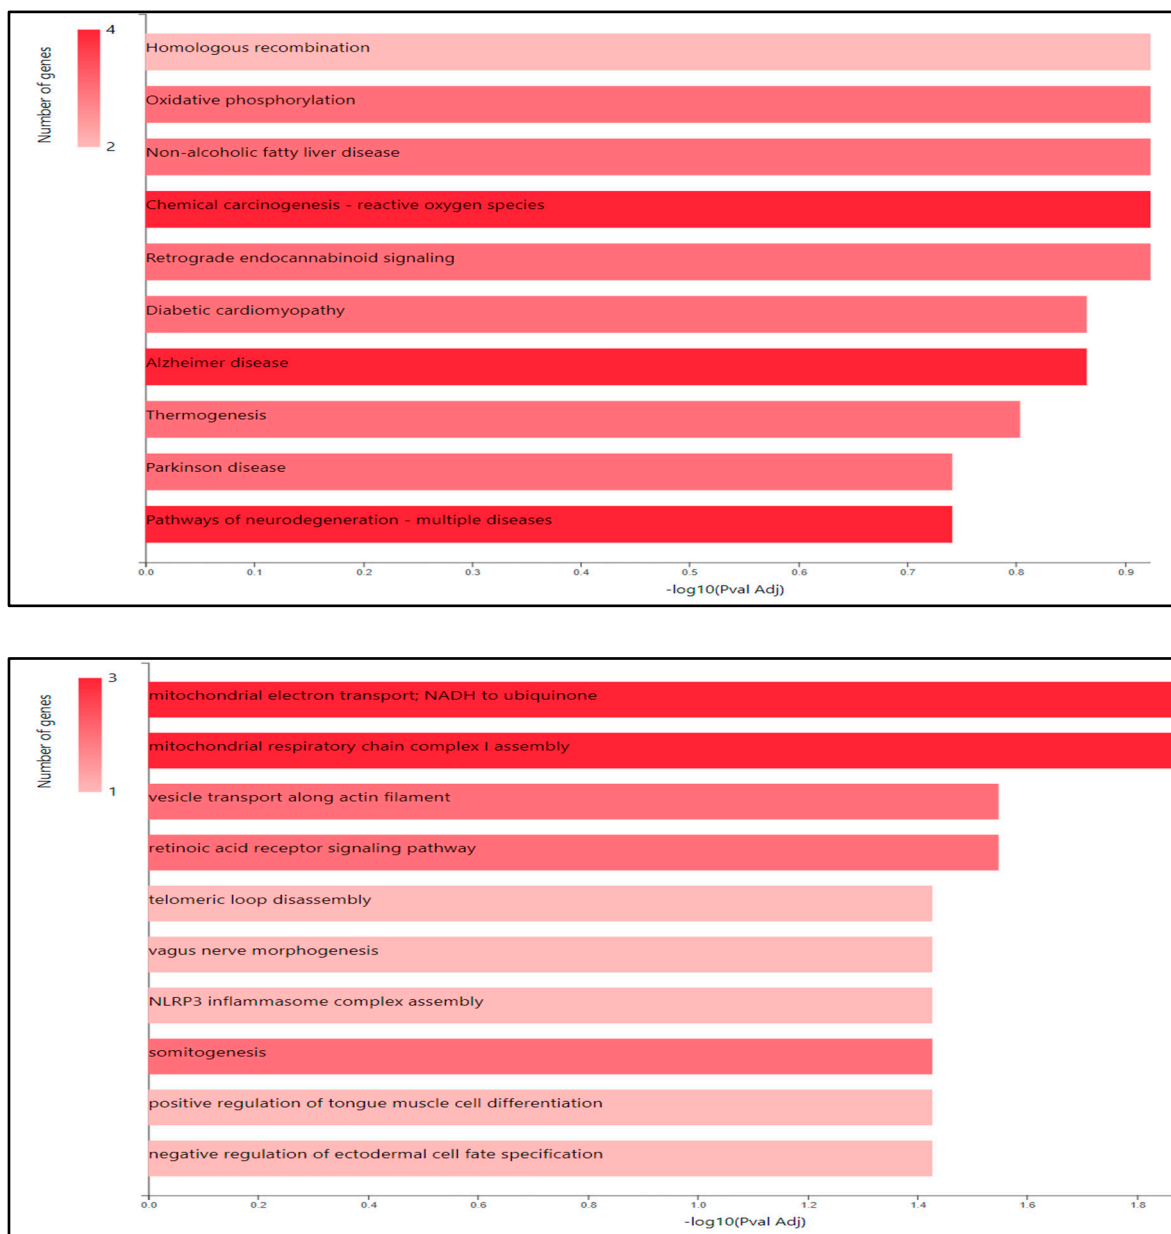 4
Number of genes
2
Homologous recombination
Oxidative phosphorylation
Non-alcoholic fatty liver disease
Chemical carcinogenesis - reactive oxygen species
Retrograde endocannabinoid signaling
Diabetic cardiomyopathy
Alzheimer disease
Thermogenesis
Parkinson disease
Pathways of neurodegeneration - multiple diseases
0.0 0.1 0.2 0.3 0.4 0.5 0.6 0.7 0.8 0.9
-log10(Pval Adj)
3
Number of genes
1
mitochondrial electron transport; NADH to ubiquinone
mitochondrial respiratory chain complex I assembly
vesicle transport along actin filament
retinoic acid receptor signaling pathway
telomeric loop disassembly
vagus nerve morphogenesis
NLRP3 inflammasome complex assembly
somitogenesis
positive regulation of tongue muscle cell differentiation
negative regulation of ectodermal cell fate specification
0.0 0.2 0.4 0.6 0.8 1.0 1.2 1.4 1.6 1.8
-log10(Pval Adj)